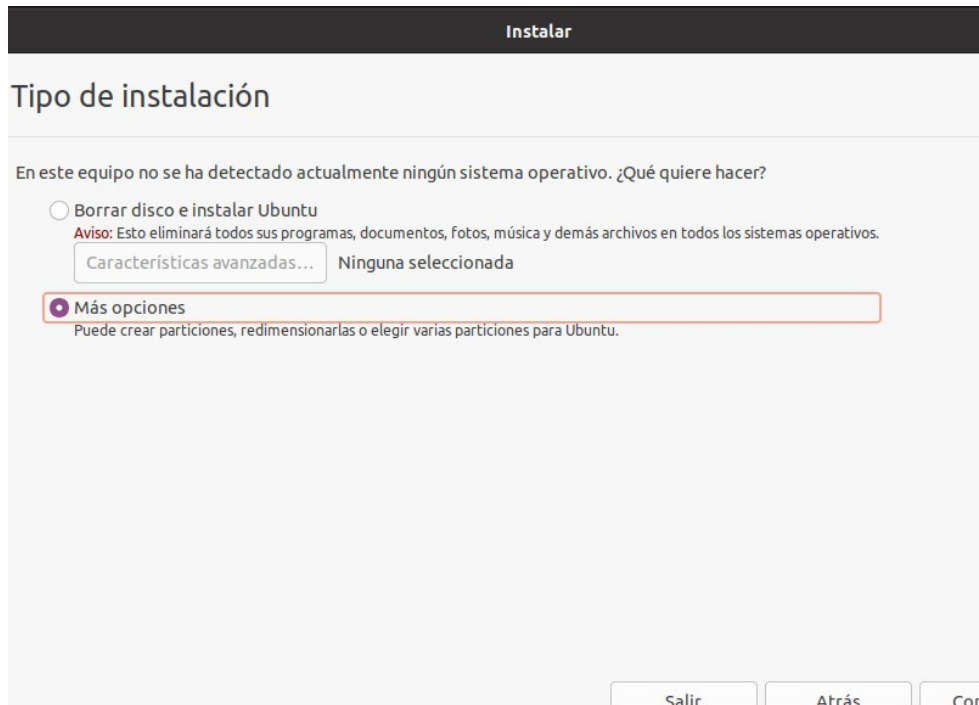 Instalar
Tipo de instalación
En este equipo no se ha detectado actualmente ningún sistema operativo. ¿Qué quiere hacer?
Borrar disco e instalar Ubuntu
Aviso: Esto eliminará todos sus programas, documentos, fotos, música y demás archivos en todos los sistemas operativos.
Características avanzadas... Ninguna seleccionada
Más opciones
Puede crear particiones, redimensionarlas o elegir varias particiones para Ubuntu.
Salir Atrás